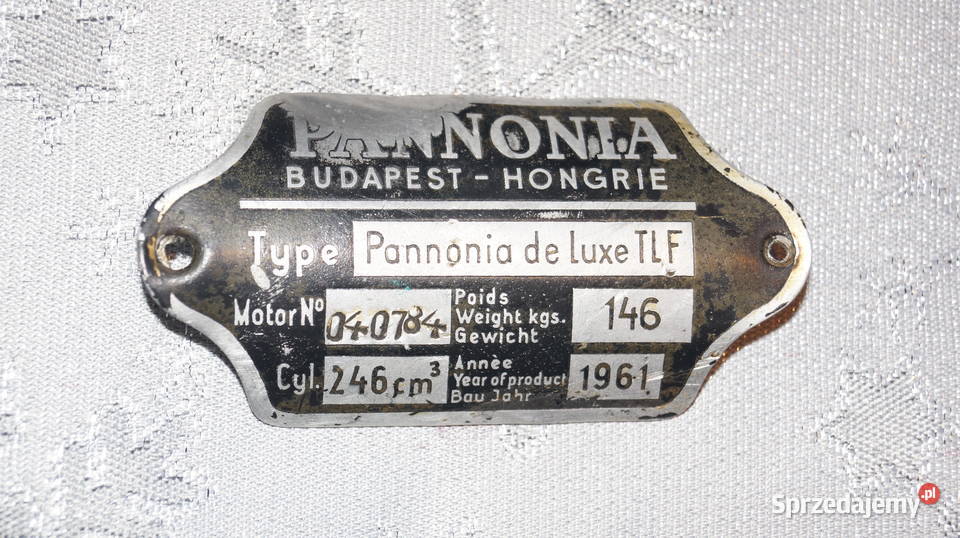 PANNONIA
BUDAPEST - HONGRIE
Type Pannonia de Luxe TLF
Motor Nº 040784
Poids
Weight kgs.
Gewicht
146
Cyl. 246 cm³
Annèe
Year of product
Bau Jahr
1961
Sprzedajemy.pl